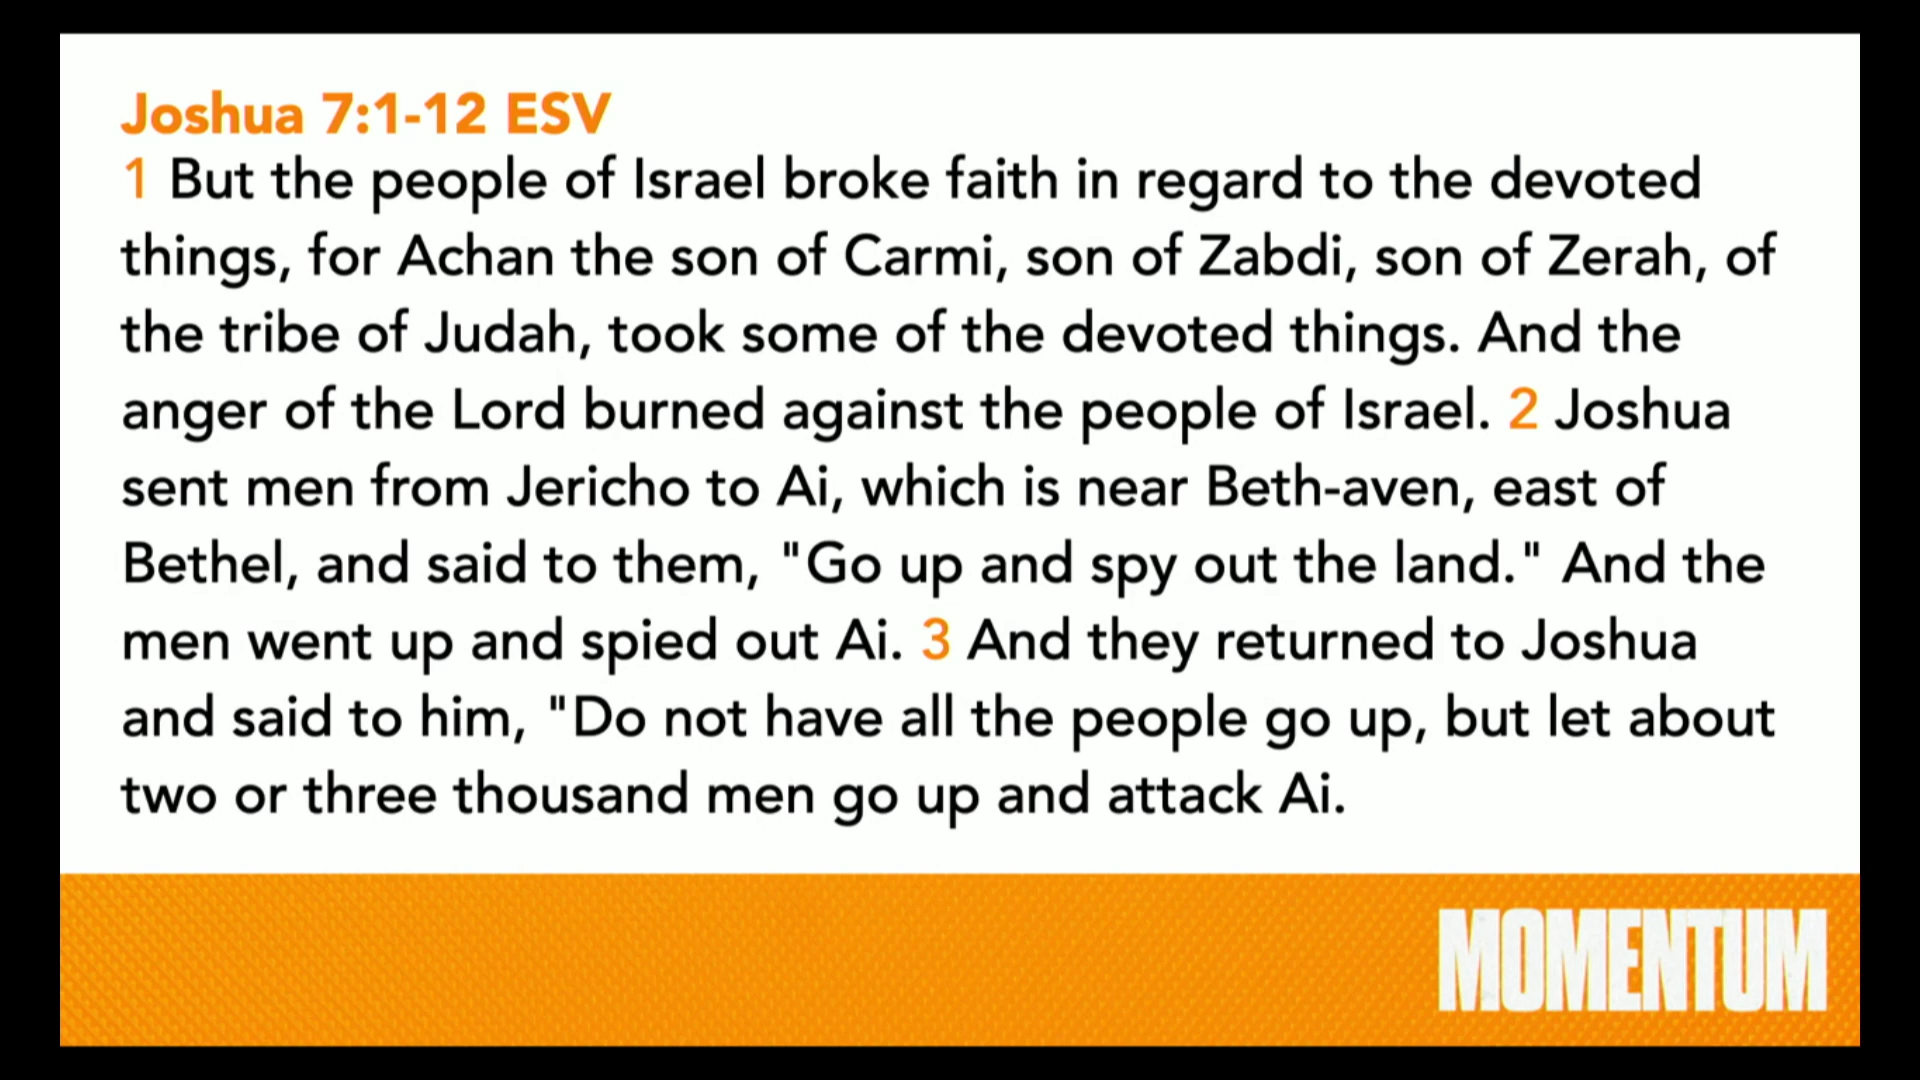 Joshua 7:1-12 ESV
1 But the people of Israel broke faith in regard to the devoted
things, for Achan the son of Carmi, son of Zabdi, son of Zerah, of
the tribe of Judah, took some of the devoted things. And the
anger of the Lord burned against the people of Israel. 2 Joshua
sent men from Jericho to Ai, which is near Beth-aven, east of
Bethel, and said to them, "Go up and spy out the land." And the
men went up and spied out Ai. 3 And they returned to Joshua
and said to him, "Do not have all the people go up, but let about
two or three thousand men go up and attack Ai.
MOMENTUM